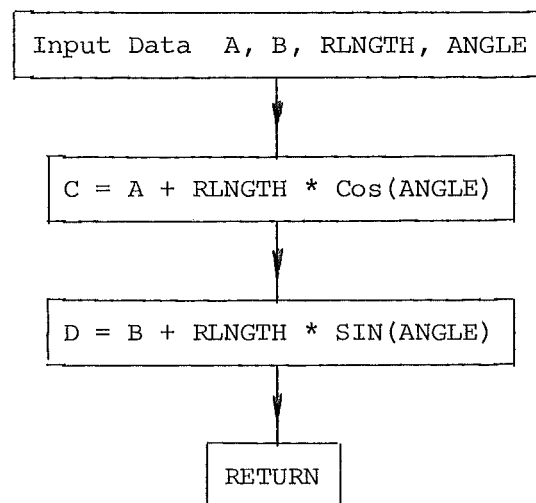 Input Data A, B, RLNGTH, ANGLE
C = A + RLNGTH * Cos(ANGLE)
D = B + RLNGTH * SIN(ANGLE)
RETURN